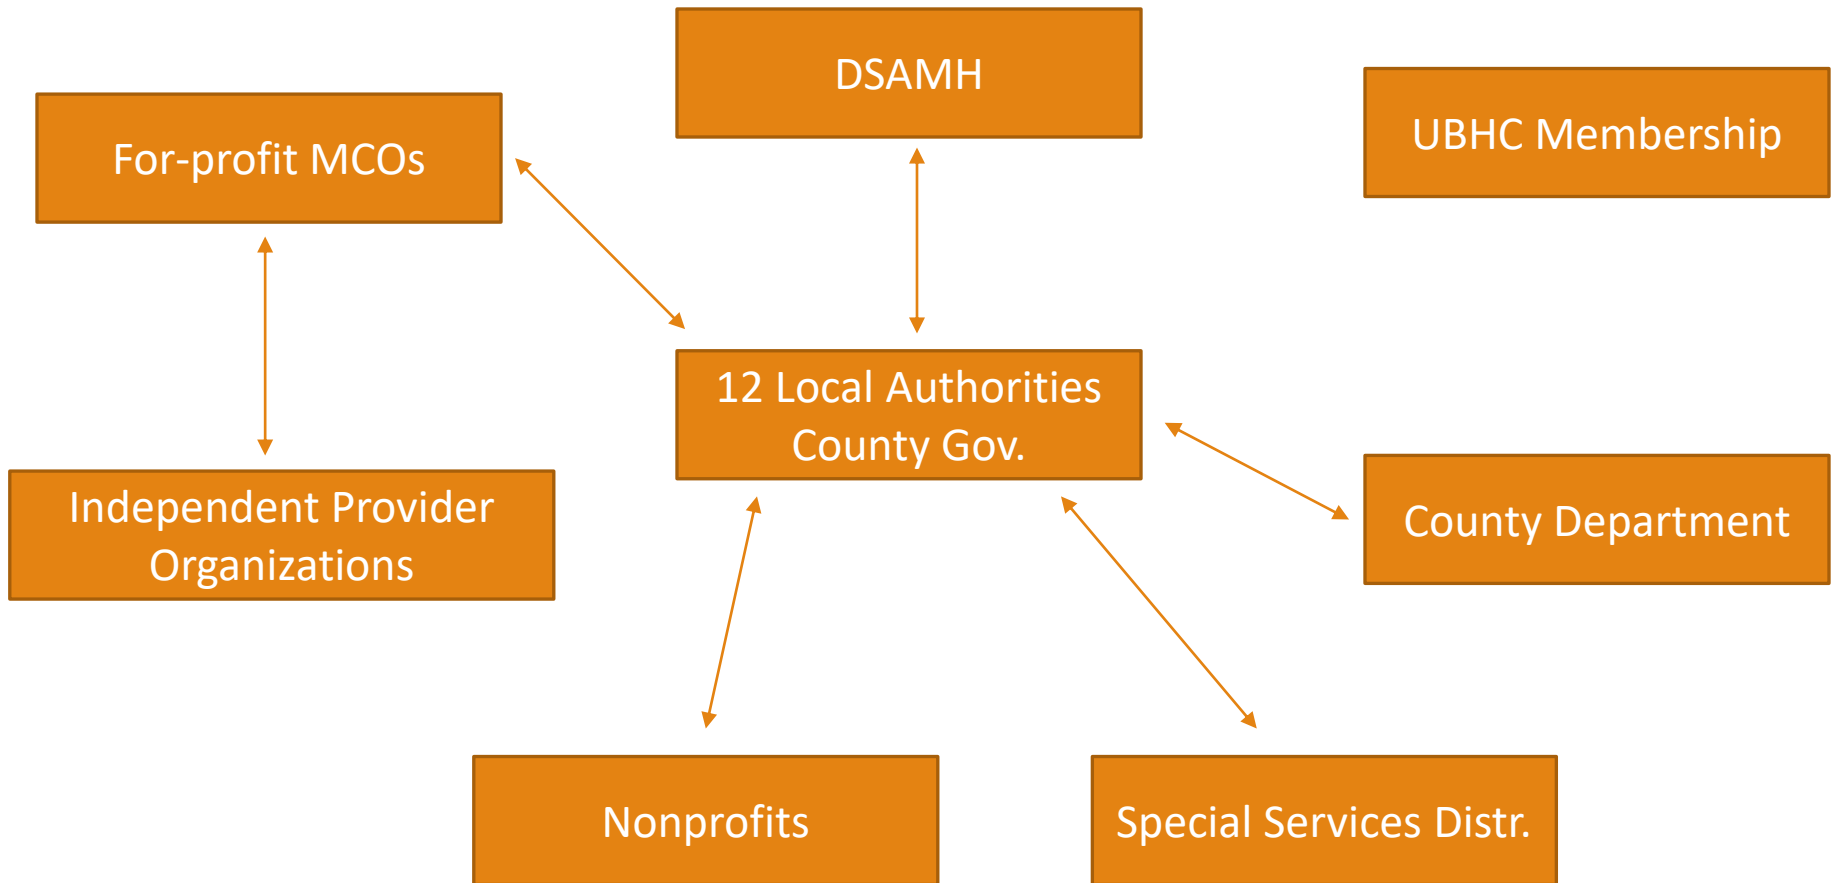 DSAMH
For-profit MCOs
UBHC Membership
12 Local Authorities
County Gov.
Independent Provider
Organizations
County Department
Nonprofits
Special Services Distr.